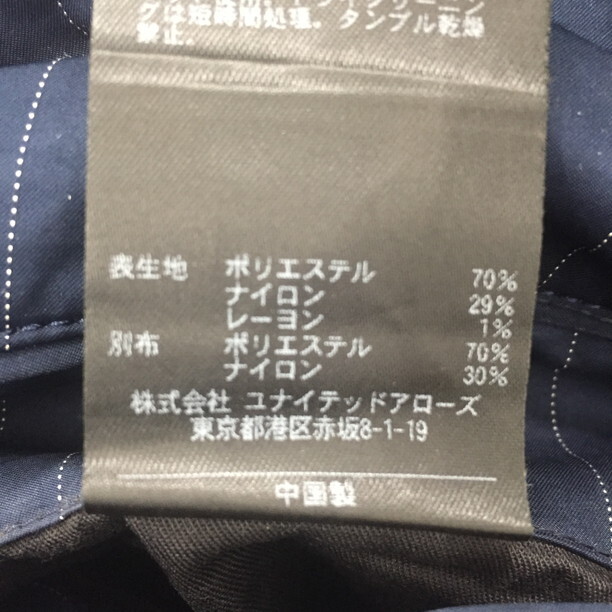 グは短時間処理。タンブル乾燥
禁止。
表生地 ポリエステル 70%
ナイロン 29%
レーヨン 1%
別布 ポリエステル 70%
ナイロン 30%
株式会社 ユナイテッドアローズ
東京都港区赤坂8-1-19
中国製